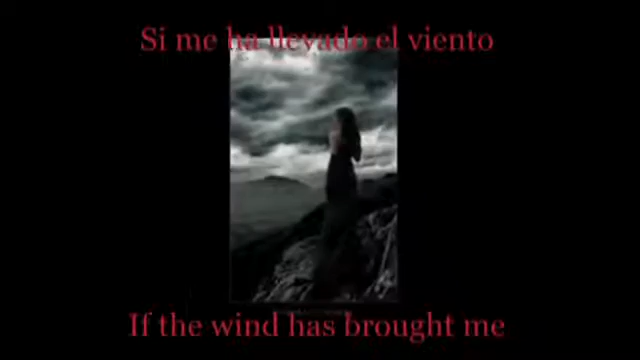 Si me ha llevado el viento
If the wind has brought me